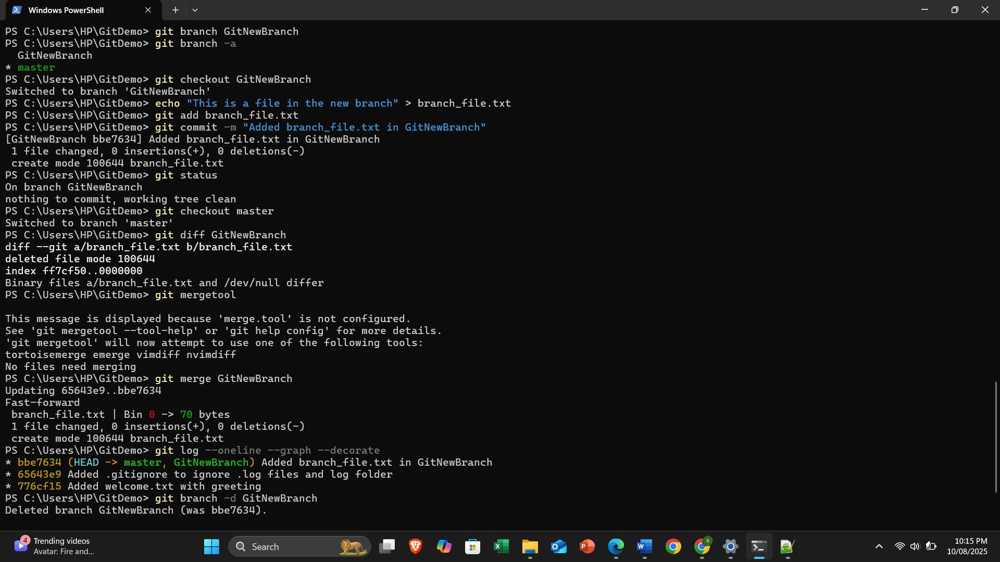 Windows PowerShell
PS C:\Users\HP\GitDemo> git branch GitNewBranch
PS C:\Users\HP\GitDemo> git branch -a
  GitNewBranch
* master
PS C:\Users\HP\GitDemo> git checkout GitNewBranch
Switched to branch 'GitNewBranch'
PS C:\Users\HP\GitDemo> echo "This is a file in the new branch" > branch_file.txt
PS C:\Users\HP\GitDemo> git add branch_file.txt
PS C:\Users\HP\GitDemo> git commit -m "Added branch_file.txt in GitNewBranch"
[GitNewBranch bbe7634] Added branch_file.txt in GitNewBranch
 1 file changed, 0 insertions(+), 0 deletions(-)
 create mode 100644 branch_file.txt
PS C:\Users\HP\GitDemo> git status
On branch GitNewBranch
nothing to commit, working tree clean
PS C:\Users\HP\GitDemo> git checkout master
Switched to branch 'master'
PS C:\Users\HP\GitDemo> git diff GitNewBranch
diff --git a/branch_file.txt b/branch_file.txt
deleted file mode 100644
index ff7cf50..0000000
Binary files a/branch_file.txt and /dev/null differ
PS C:\Users\HP\GitDemo> git mergetool

This message is displayed because 'merge.tool' is not configured.
See 'git mergetool --tool-help' or 'git help config' for more details.
'git mergetool' will now attempt to use one of the following tools:
tortoisemerge emerge vimdiff nvimdiff
No files need merging
PS C:\Users\HP\GitDemo> git merge GitNewBranch
Updating 65643e9..bbe7634
Fast-forward
 branch_file.txt | Bin 0 -> 70 bytes
 1 file changed, 0 insertions(+), 0 deletions(-)
 create mode 100644 branch_file.txt
PS C:\Users\HP\GitDemo> git log --oneline --graph --decorate
* bbe7634 (HEAD -> master, GitNewBranch) Added branch_file.txt in GitNewBranch
* 65643e9 Added .gitignore to ignore .log files and log folder
* 776cf15 Added welcome.txt with greeting
PS C:\Users\HP\GitDemo> git branch -d GitNewBranch
Deleted branch GitNewBranch (was bbe7634).
4
Trending videos
Avatar: Fire and...
Search
10:15 PM
10/08/2025